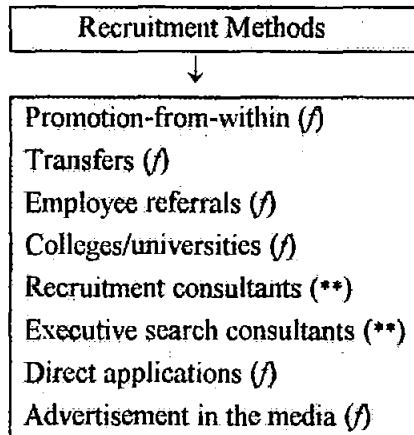 Recruitment Methods
↓
Promotion-from-within (f)
Transfers (f)
Employee referrals (f)
Colleges/universities (f)
Recruitment consultants (**)
Executive search consultants (**)
Direct applications (f)
Advertisement in the media (f)